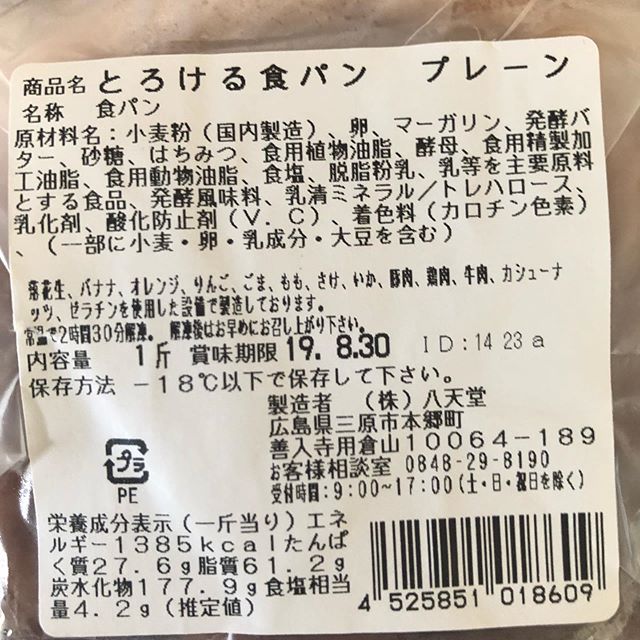 商品名 とろける食パン プレーン
名称 食パン
原材料名：小麦粉（国内製造）、卵、マーガリン、発酵バ
ター、砂糖、はちみつ、食用植物油脂、酵母、食用精製加
工油脂、食用動物油脂、食塩、脱脂粉乳、乳等を主要原料
とする食品、発酵風味料、乳清ミネラル／トレハロース、
乳化剤、酸化防止剤（V．C）、着色料（カロチン色素）
、（一部に小麦・卵・乳成分・大豆を含む）
落花生、バナナ、オレンジ、りんご、ごま、もも、さけ、いか、豚肉、鶏肉、牛肉、カシューナ
ッツ、ゼラチンを使用した設備で製造しております。
常温で2時間30分解凍。 解凍後はお早めにお召し上がり下さい。
内容量 1斤 賞味期限 19. 8.30 ID:14 23 a
保存方法 －18℃以下で保存して下さい。
製造者 （株）八天堂
広島県三原市本郷町
善入寺用倉山10064－189
お客様相談室 0848-29-8190
受付時間：9:00~17:00(土・日・祝日を除く)
プラ
PE
栄養成分表示（一斤当り）エネ
ルギー1385kcalたんぱ
く質27.6g脂質61.2g
炭水化物177.9g食塩相当
量4.2g（推定値）
4 525851 018609